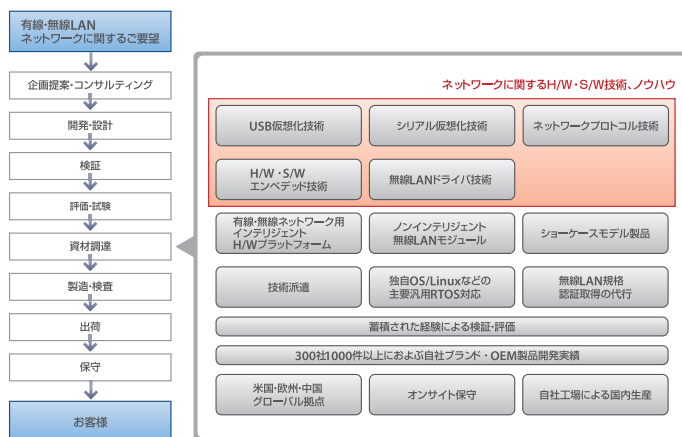 有線・無線LAN
ネットワークに関するご要望
企画提案・コンサルティング
開発・設計
検証
評価・試験
資材調達
製造・検査
出荷
保守
お客様
ネットワークに関するH/W・S/W技術、ノウハウ
USB仮想化技術
シリアル仮想化技術
ネットワークプロトコル技術
H/W・S/W
エンベデッド技術
無線LANドライバ技術
有線・無線ネットワーク用
インテリジェント
H/Wプラットフォーム
ノンインテリジェント
無線LANモジュール
ショーケースモデル製品
技術派遣
独自OS/Linuxなどの
主要汎用RTOS対応
無線LAN規格
認証取得の代行
蓄積された経験による検証・評価
300社1000件以上におよぶ自社ブランド・OEM製品開発実績
米国・欧州・中国
グローバル拠点
オンサイト保守
自社工場による国内生産